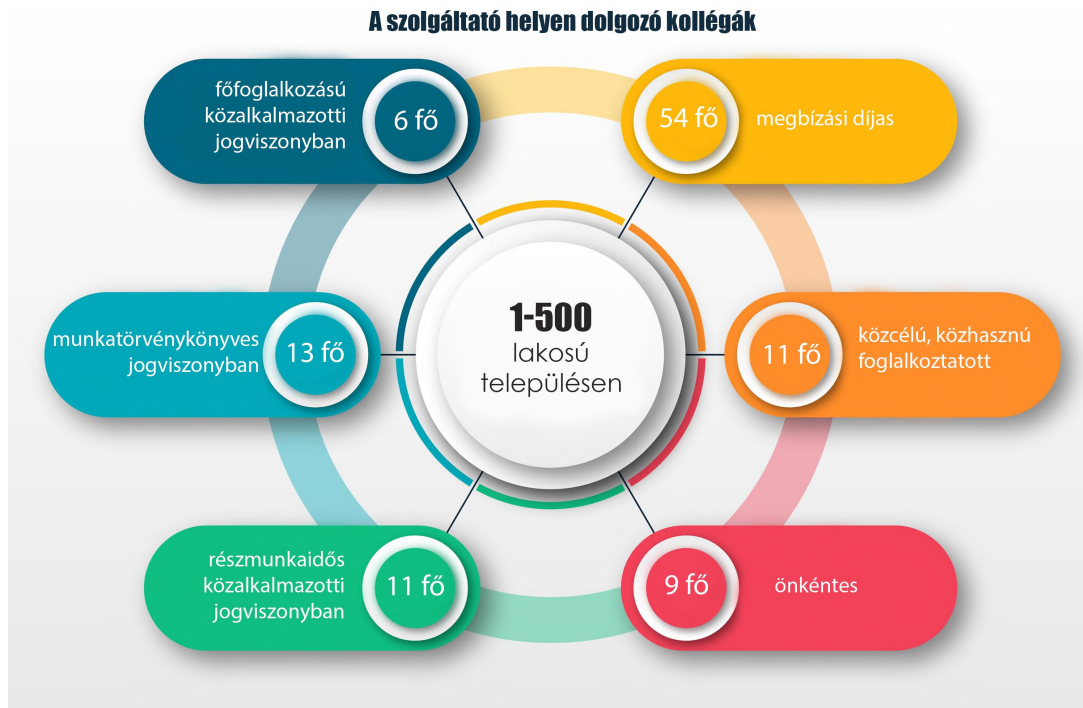 A szolgáltató helyen dolgozó kollégák
főfoglalkozású
közalkalmazotti
jogviszonyban
6 fő
54 fő
megbízási díjas
munkatörvénykönyves
jogviszonyban
13 fő
1-500
lakosú
településen
11 fő
közcélú, közhasznú
foglalkoztatott
részmunkaidős
közalkalmazotti
jogviszonyban
11 fő
9 fő
önkéntes